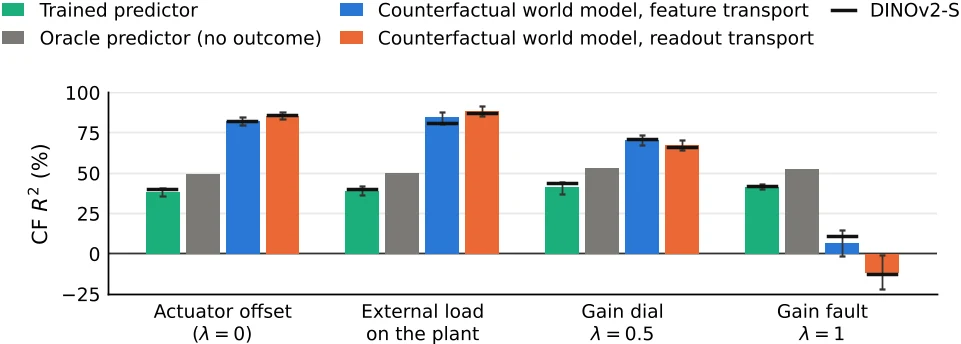 Trained predictor
Oracle predictor (no outcome)
Counterfactual world model, feature transport
Counterfactual world model, readout transport
DINOv2-S
CF R² (%)
100
75
50
25
0
−25
Actuator offset
(λ = 0)
External load
on the plant
Gain dial
λ = 0.5
Gain fault
λ = 1